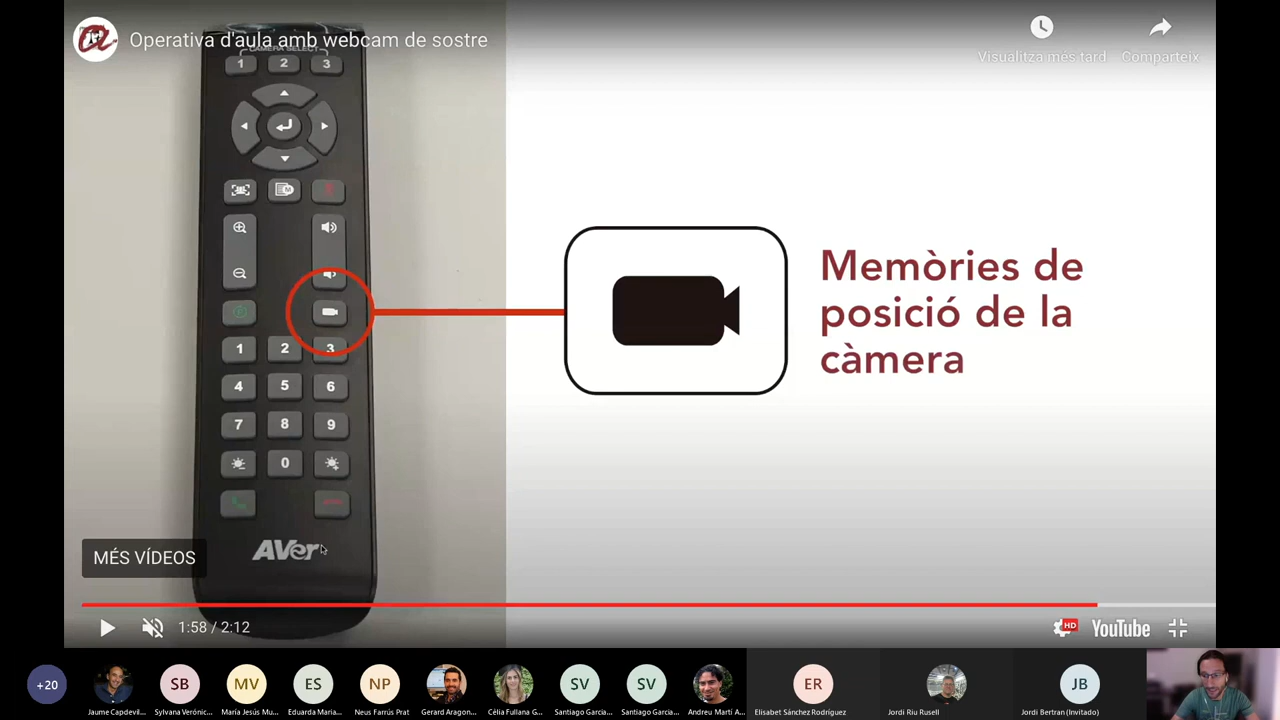 Operativa d'aula amb webcam de sostre
Visualitza més tard
Comparteix
CAMERA SELECT
1 2 3
M
1 2 3
4 5 6
7 8 9
0
AVer
Memòries de
posició de la
càmera
MÉS VÍDEOS
1:58 / 2:12
HD
YouTube
+20
SB
MV
ES
NP
SV
SV
ER
JB
Jaume Capdevil...
Sylvana Verónic...
María Jesús Mu...
Eduarda Maria...
Neus Farrús Prat
Gerard Aragon...
Célia Fullana G...
Santiago Garcia...
Santiago Garcia...
Andreu Martí A...
Elisabet Sánchez Rodríguez
Jordi Riu Rusell
Jordi Bertran (Invitado)